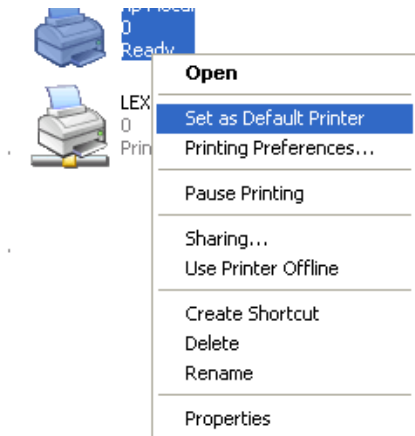 0
Ready
LEX
0
Prin
Open
Set as Default Printer
Printing Preferences...
Pause Printing
Sharing...
Use Printer Offline
Create Shortcut
Delete
Rename
Properties